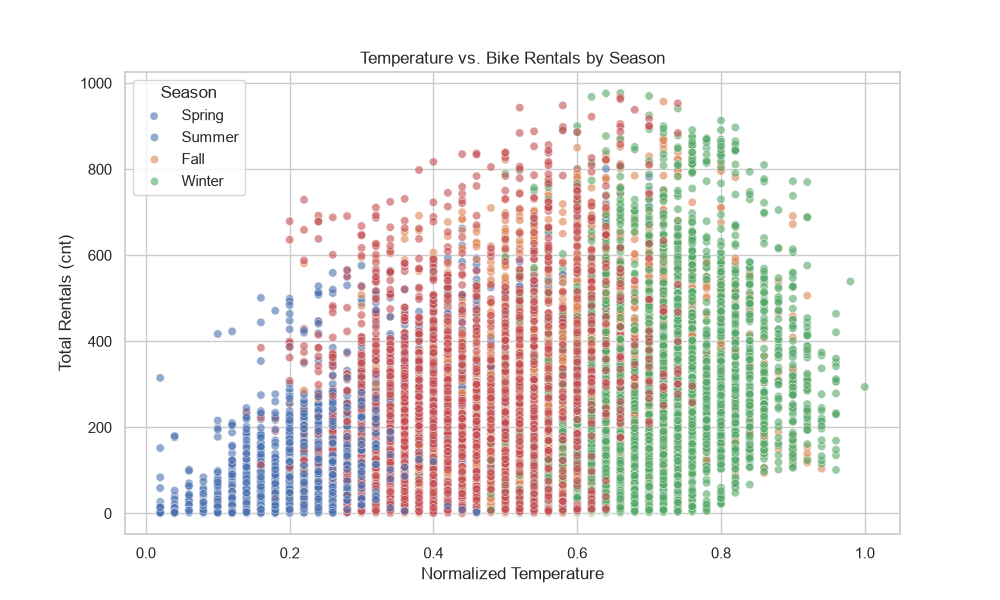 Temperature vs. Bike Rentals by Season
Season
Spring
Summer
Fall
Winter
Total Rentals (cnt)
1000
800
600
400
200
0
0.0 0.2 0.4 0.6 0.8 1.0
Normalized Temperature